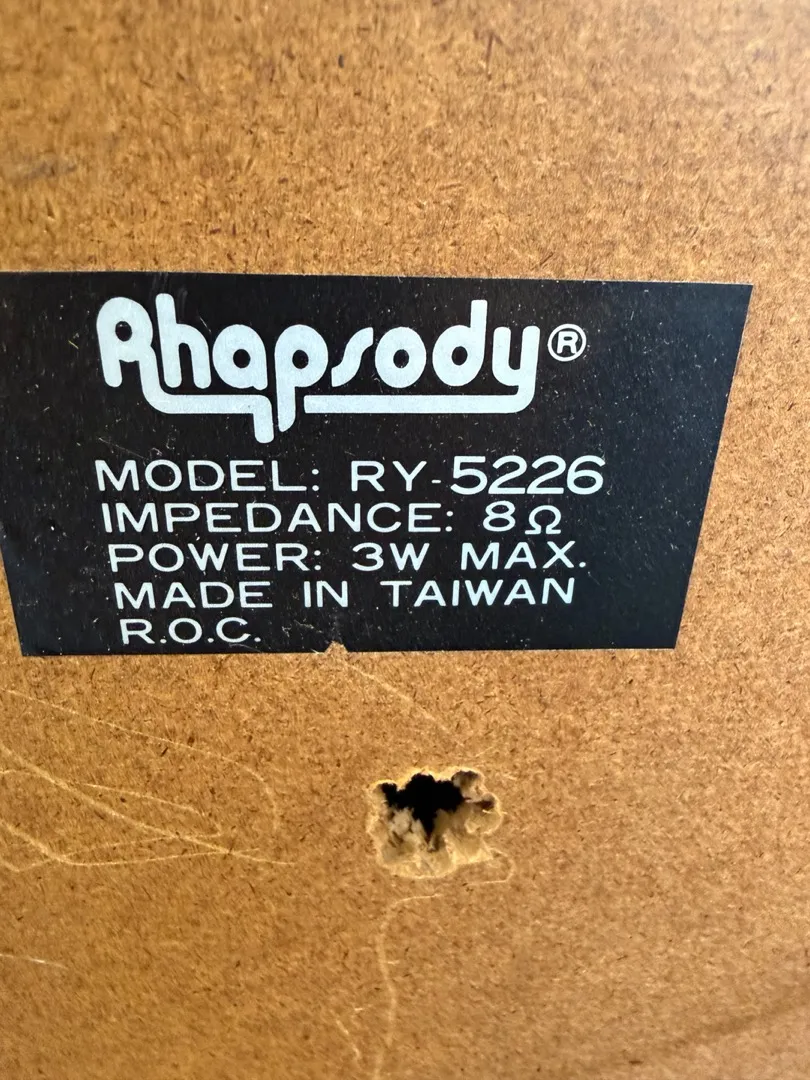 Rhapsody®
MODEL: RY-5226
IMPEDANCE: 8Ω
POWER: 3W MAX.
MADE IN TAIWAN
R.O.C.